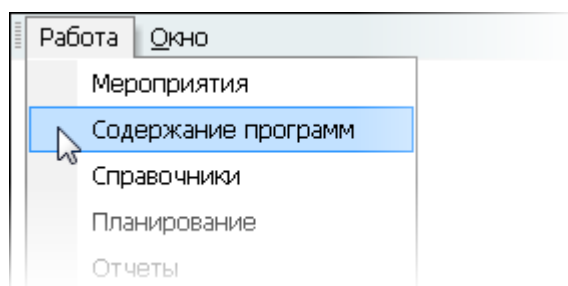 Работа Окно
Мероприятия
Содержание программ
Справочники
Планирование
Отчеты